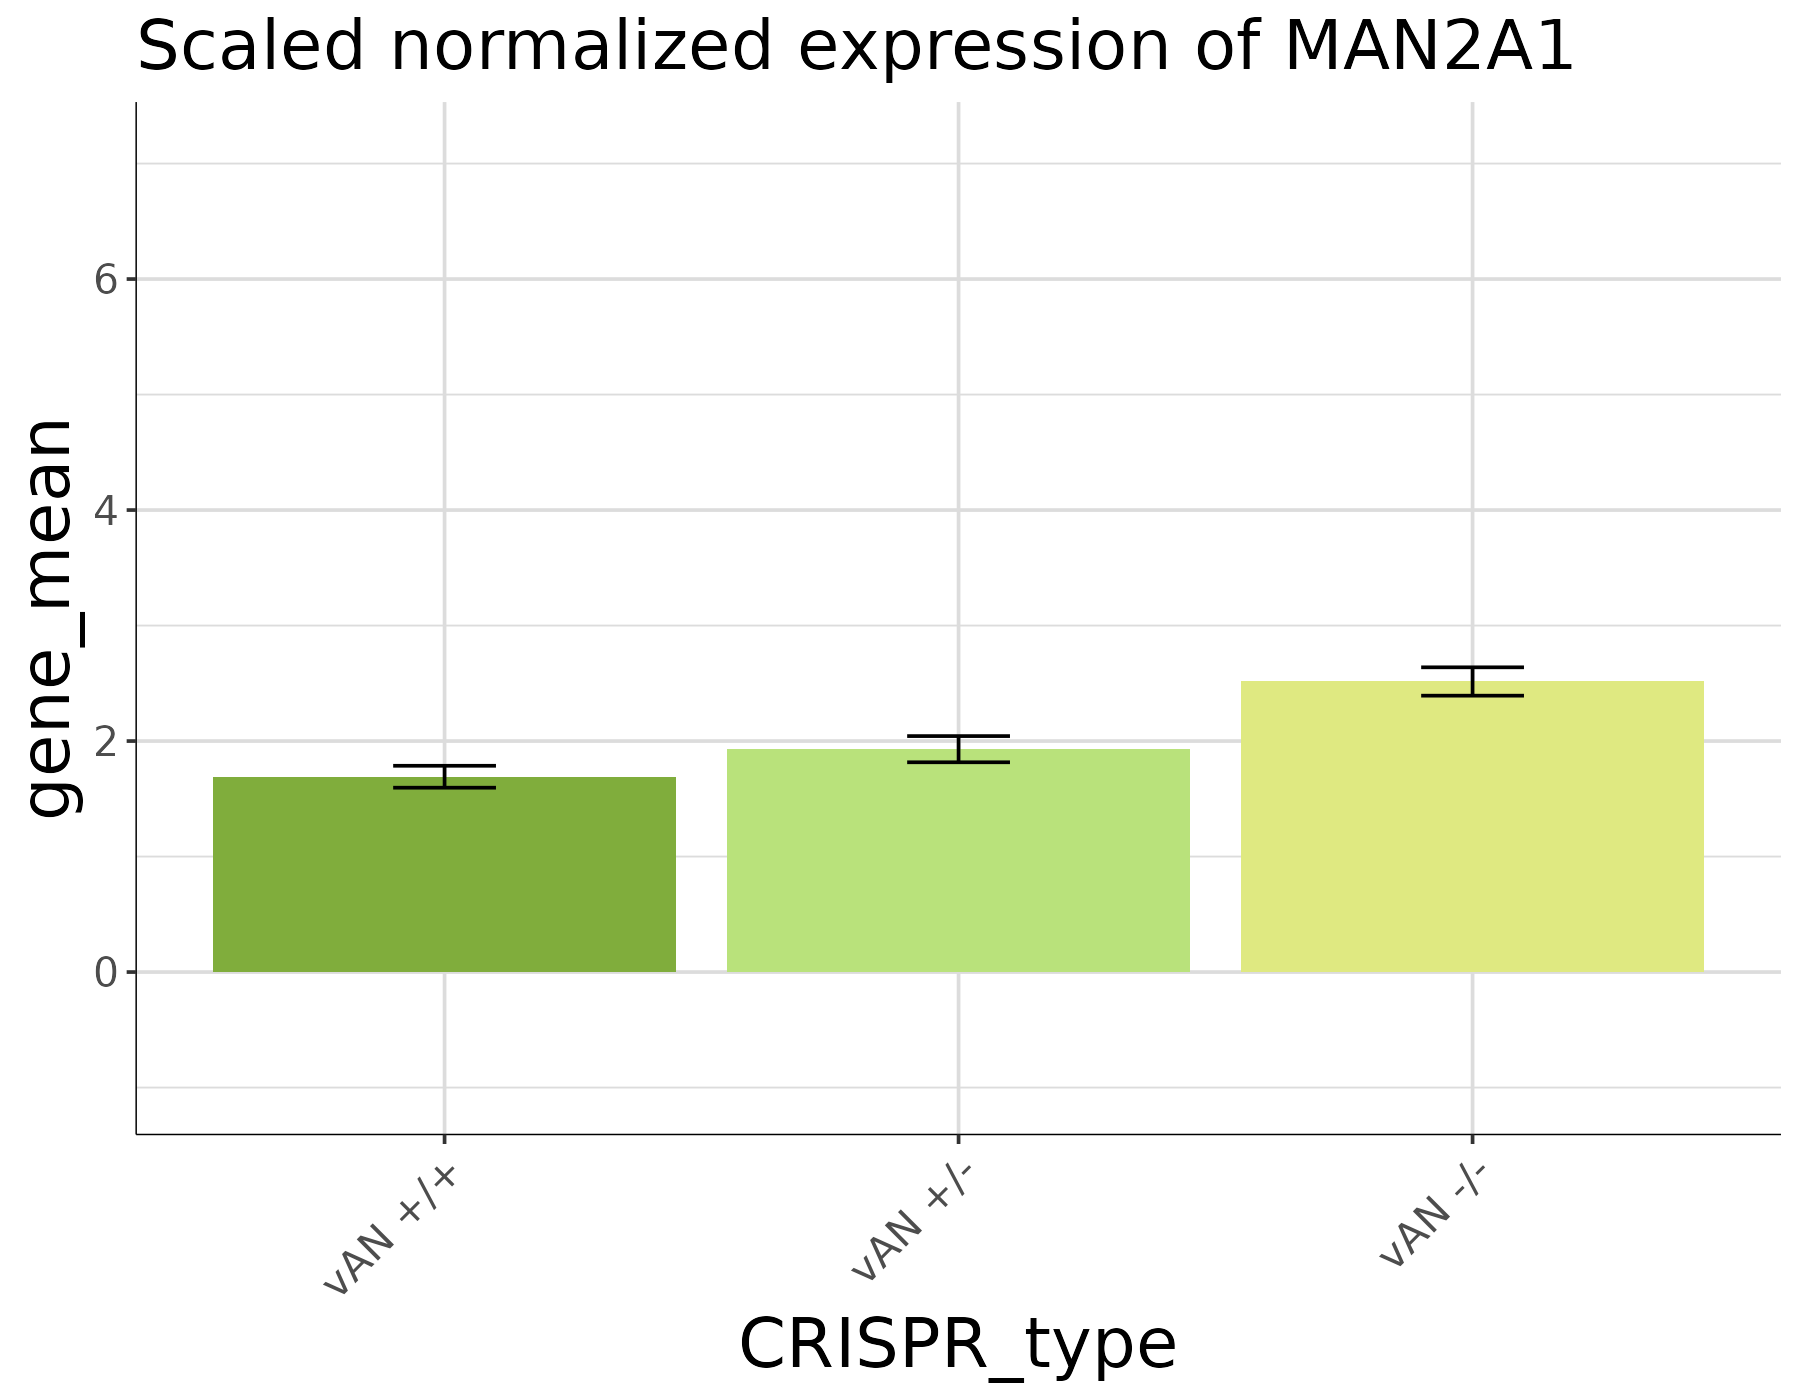 Scaled normalized expression of MAN2A1
gene_mean
6
4
2
0
vAN +/+
vAN +/-
vAN -/-
CRISPR_type